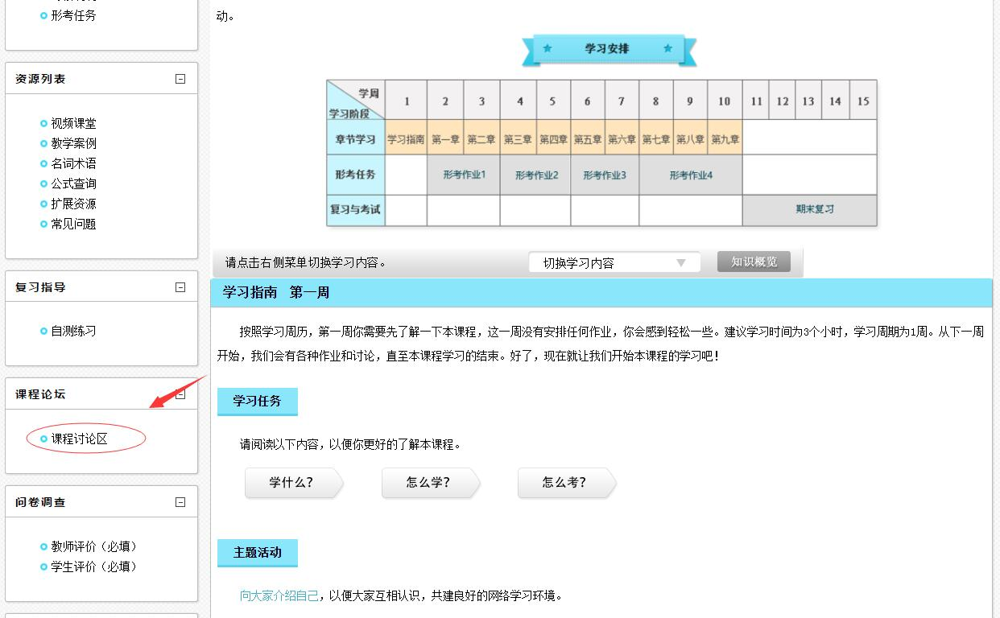 形考任务
动。
学习安排
学周
学习阶段
1 2 3 4 5 6 7 8 9 10 11 12 13 14 15
章节学习 学习指南 第一章 第二章 第三章 第四章 第五章 第六章 第七章 第八章 第九章
形考任务 形考作业1 形考作业2 形考作业3 形考作业4
复习与考试 期末复习
资源列表
视频课堂
教学案例
名词术语
公式查询
扩展资源
常见问题
请点击右侧菜单切换学习内容。 切换学习内容 知识概览
复习指导
自测练习
课程论坛
课程讨论区
问卷调查
教师评价（必填）
学生评价（必填）
学习指南 第一周
按照学习周历，第一周你需要先了解一下本课程，这一周没有安排任何作业，你会感到轻松一些。建议学习时间为3个小时，学习周期为1周。从下一周
开始，我们会有各种作业和讨论，直至本课程学习的结束。好了，现在就让我们开始本课程的学习吧！
学习任务
请阅读以下内容，以便你更好的了解本课程。
学什么？ 怎么学？ 怎么考？
主题活动
向大家介绍自己，以便大家互相认识，共建良好的网络学习环境。